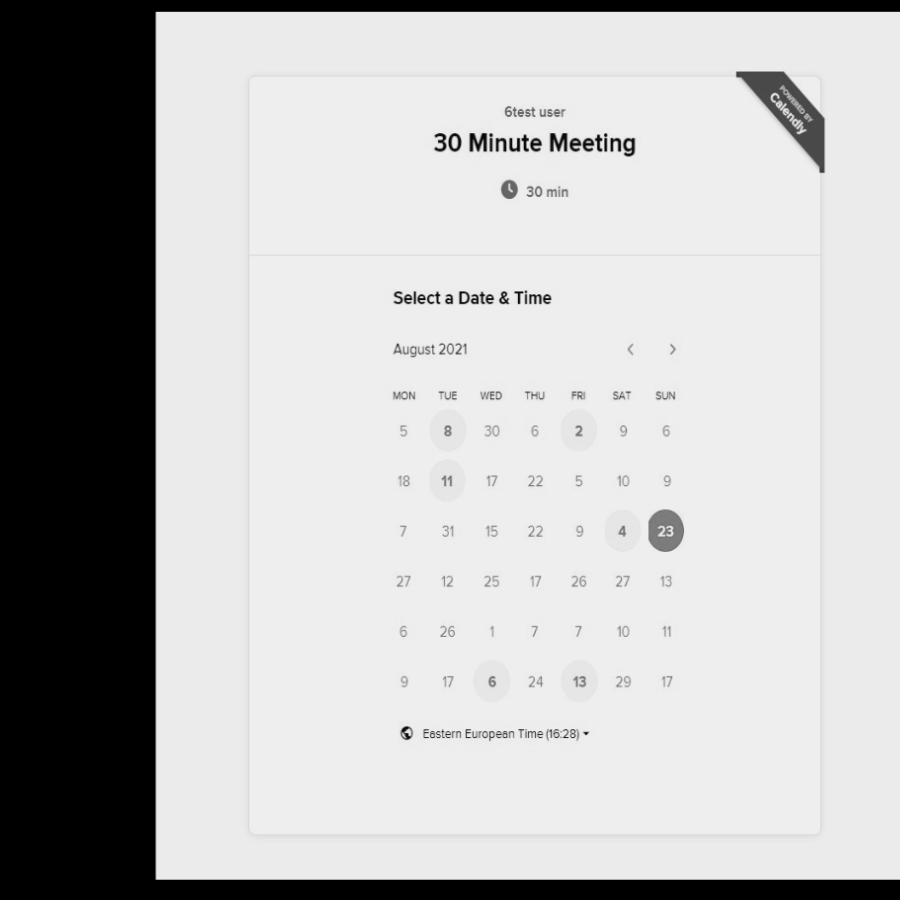 POWERED BY
Calendly
6test user
30 Minute Meeting
30 min
Select a Date & Time
August 2021
MON TUE WED THU FRI SAT SUN
5 8 30 6 2 9 6
18 11 17 22 5 10 9
7 31 15 22 9 4 23
27 12 25 17 26 27 13
6 26 1 7 7 10 11
9 17 6 24 13 29 17
Eastern European Time (16:28)